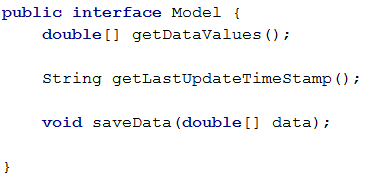 public interface Model {
    double[] getDataValues();
    String getLastUpdateTimeStamp();
    void saveData(double[] data);
}